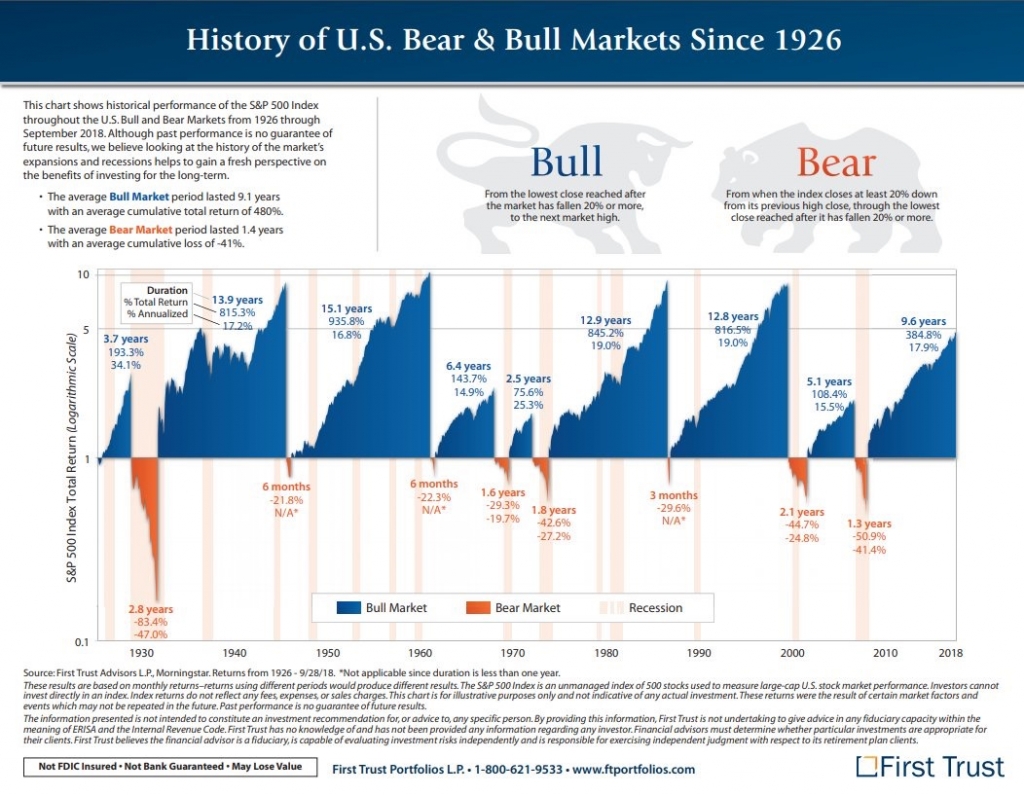 History of U.S. Bear & Bull Markets Since 1926
This chart shows historical performance of the S&P 500 Index
throughout the U.S. Bull and Bear Markets from 1926 through
September 2018. Although past performance is no guarantee of
future results, we believe looking at the history of the market's
expansions and recessions helps to gain a fresh perspective on
the benefits of investing for the long-term.
• The average Bull Market period lasted 9.1 years
with an average cumulative total return of 480%.
• The average Bear Market period lasted 1.4 years
with an average cumulative loss of -41%.
Bull
From the lowest close reached after
the market has fallen 20% or more,
to the next market high.
Bear
From when the index closes at least 20% down
from its previous high close, through the lowest
close reached after it has fallen 20% or more.
S&P 500 Index Total Return (Logarithmic Scale)
10
5
1
0.1
Duration
% Total Return
% Annualized
3.7 years
193.3%
34.1%
13.9 years
815.3%
17.2%
15.1 years
935.8%
16.8%
6.4 years
143.7%
14.9%
2.5 years
75.6%
25.3%
12.9 years
845.2%
19.0%
12.8 years
816.5%
19.0%
5.1 years
108.4%
15.5%
9.6 years
384.8%
17.9%
2.8 years
-83.4%
-47.0%
6 months
-21.8%
N/A*
6 months
-22.3%
N/A*
1.6 years
-29.3%
-19.7%
1.8 years
-42.6%
-27.2%
3 months
-29.6%
N/A*
2.1 years
-44.7%
-24.8%
1.3 years
-50.9%
-41.4%
Bull Market
Bear Market
Recession
1930
1940
1950
1960
1970
1980
1990
2000
2010
2018
Source: First Trust Advisors L.P., Morningstar. Returns from 1926 - 9/28/18. *Not applicable since duration is less than one year.
These results are based on monthly returns–returns using different periods would produce different results. The S&P 500 Index is an unmanaged index of 500 stocks used to measure large-cap U.S. stock market performance. Investors cannot
invest directly in an index. Index returns do not reflect any fees, expenses, or sales charges. This chart is for illustrative purposes only and not indicative of any actual investment. These returns were the result of certain market factors and
events which may not be repeated in the future. Past performance is no guarantee of future results.
The information presented is not intended to constitute an investment recommendation for, or advice to, any specific person. By providing this information, First Trust is not undertaking to give advice in any fiduciary capacity within the
meaning of ERISA and the Internal Revenue Code. First Trust has no knowledge of and has not been provided any information regarding any investor. Financial advisors must determine whether particular investments are appropriate for
their clients. First Trust believes the financial advisor is a fiduciary, is capable of evaluating investment risks independently and is responsible for exercising independent judgment with respect to its retirement plan clients.
Not FDIC Insured • Not Bank Guaranteed • May Lose Value
First Trust Portfolios L.P. • 1-800-621-9533 • www.ftportfolios.com
First Trust